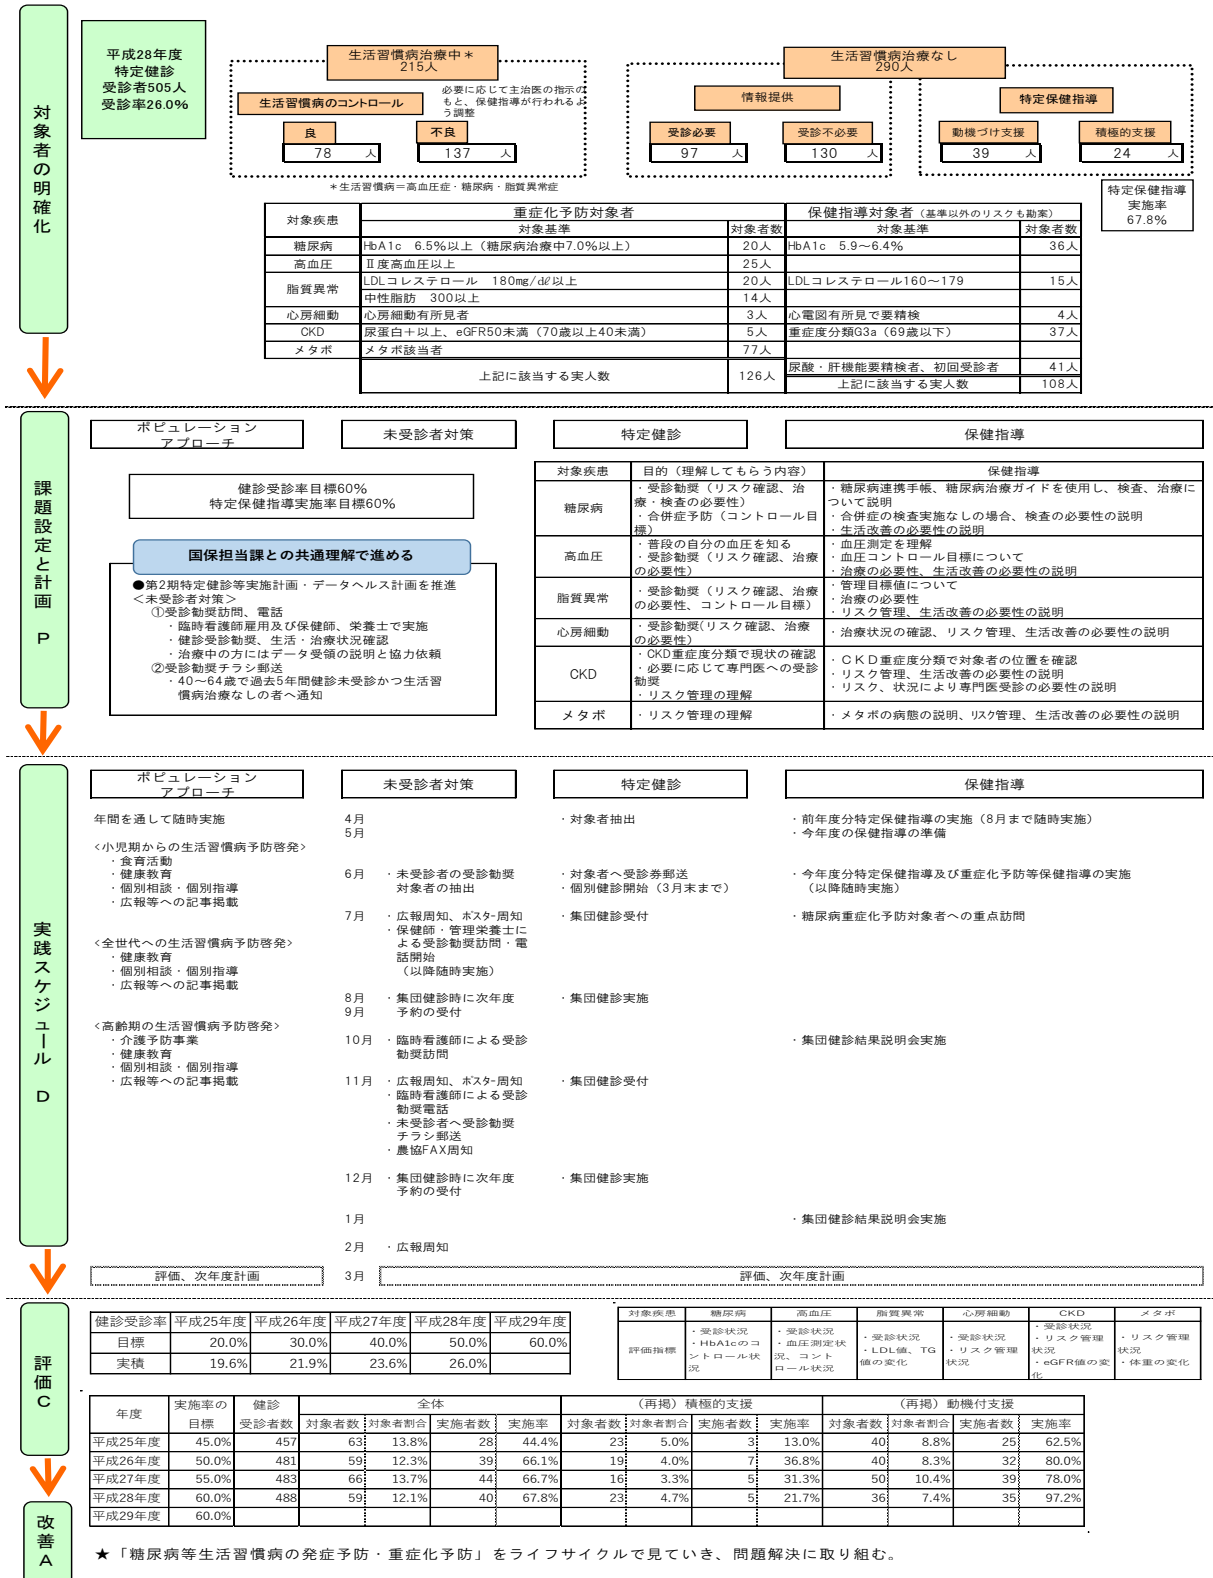 対象者の明確化
平成28年度
特定健診
受診者505人
受診率26.0%
生活習慣病治療中＊
215人
生活習慣病のコントロール
必要に応じて主治医の指示の
もと、保健指導が行われるよ
う調整
良
不良
78 人
137 人
＊生活習慣病＝高血圧症・糖尿病・脂質異常症
生活習慣病治療なし
290人
情報提供
特定保健指導
受診必要
受診不必要
動機づけ支援
積極的支援
97 人
130 人
39 人
24 人
特定保健指導
実施率
67.8%
対象疾患 重症化予防対象者 保健指導対象者（基準以外のリスクも勘案）
対象基準 対象者数 対象基準 対象者数
糖尿病 HbA1c 6.5%以上（糖尿病治療中7.0%以上） 20人 HbA1c 5.9～6.4% 36人
高血圧 Ⅱ度高血圧以上 25人
脂質異常 LDLコレステロール 180mg/dℓ以上 20人 LDLコレステロール160～179 15人
中性脂肪 300以上 14人
心房細動 心房細動有所見者 3人 心電図有所見で要精検 4人
CKD 尿蛋白＋以上、eGFR50未満（70歳以上40未満） 5人 重症度分類G3a（69歳以下） 37人
メタボ メタボ該当者 77人
尿酸・肝機能要精検者、初回受診者 41人
上記に該当する実人数 126人 上記に該当する実人数 108人
課題設定と計画 P
ポピュレーション
アプローチ
未受診者対策
特定健診
保健指導
健診受診率目標60%
特定保健指導実施率目標60%
国保担当課との共通理解で進める
●第2期特定健診等実施計画・データヘルス計画を推進
＜未受診者対策＞
①受診勧奨訪問、電話
・臨時看護師雇用及び保健師、栄養士で実施
・健診受診勧奨、生活・治療状況確認
・治療中の方にはデータ受領の説明と協力依頼
②受診勧奨チラシ郵送
・40～64歳で過去5年間健診未受診かつ生活習
慣病治療なしの者へ通知
対象疾患 目的（理解してもらう内容） 保健指導
糖尿病
・受診勧奨（リスク確認、治
療・検査の必要性）
・合併症予防（コントロール目
標）
・糖尿病連携手帳、糖尿病治療ガイドを使用し、検査、治療に
ついて説明
・合併症の検査実施なしの場合、検査の必要性の説明
・生活改善の必要性の説明
高血圧
・普段の自分の血圧を知る
・受診勧奨（リスク確認、治療
の必要性）
・血圧測定を理解
・血圧コントロール目標について
・治療の必要性、生活改善の必要性の説明
脂質異常
・受診勧奨（リスク確認、治療
の必要性、コントロール目標）
・管理目標値について
・治療の必要性
・リスク管理、生活改善の必要性の説明
心房細動
・受診勧奨(リスク確認、治療
の必要性）
・治療状況の確認、リスク管理、生活改善の必要性の説明
CKD
・CKD重症度分類で現状の確認
・必要に応じて専門医への受診
勧奨
・リスク管理の理解
・ＣＫＤ重症度分類で対象者の位置を確認
・リスク管理、生活改善の必要性の説明
・リスク、状況により専門医受診の必要性の説明
メタボ ・リスク管理の理解 ・メタボの病態の説明、リスク管理、生活改善の必要性の説明
実践スケジュール D
ポピュレーション
アプローチ
未受診者対策
特定健診
保健指導
年間を通して随時実施
<小児期からの生活習慣病予防啓発>
・食育活動
・健康教育
・個別相談・個別指導
・広報等への記事掲載
<全世代への生活習慣病予防啓発>
・健康教育
・個別相談・個別指導
・広報等への記事掲載
<高齢期の生活習慣病予防啓発>
・介護予防事業
・健康教育
・個別相談・個別指導
・広報等への記事掲載
4月 ・対象者抽出 ・前年度分特定保健指導の実施（8月まで随時実施）
5月 ・今年度の保健指導の準備
6月 ・未受診者の受診勧奨 ・対象者へ受診券郵送 ・今年度分特定保健指導及び重症化予防等保健指導の実施
対象者の抽出 ・個別健診開始（3月末まで） （以降随時実施）
7月 ・広報周知、ポスター周知 ・集団健診受付 ・糖尿病重症化予防対象者への重点訪問
・保健師・管理栄養士に
よる受診勧奨訪問・電
話開始
（以降随時実施）
8月 ・集団健診時に次年度 ・集団健診実施
9月 予約の受付
10月 ・臨時看護師による受診 ・集団健診結果説明会実施
勧奨訪問
11月 ・広報周知、ポスター周知 ・集団健診受付
・臨時看護師による受診
勧奨電話
・未受診者へ受診勧奨
チラシ郵送
・農協FAX周知
12月 ・集団健診時に次年度 ・集団健診実施
予約の受付
1月 ・集団健診結果説明会実施
2月 ・広報周知
評価、次年度計画 3月 評価、次年度計画
評価C
健診受診率 平成25年度 平成26年度 平成27年度 平成28年度 平成29年度
目標 20.0% 30.0% 40.0% 50.0% 60.0%
実績 19.6% 21.9% 23.6% 26.0%
対象疾患 糖尿病 高血圧 脂質異常 心房細動 CKD メタボ
評価指標
・受診状況
・HbA1cのコ
ントロール状
況
・受診状況
・血圧測定状
況、コント
ロール状況
・受診状況
・LDL値、TG
値の変化
・受診状況
・リスク管理
状況
・受診状況
・リスク管理
状況
・eGFR値の変
化
・リスク管理
状況
・体重の変化
年度 実施率の 健診 全体 （再掲）積極的支援 （再掲）動機付支援
目標 受診者数 対象者数 対象者割合 実施者数 実施率 対象者数 対象者割合 実施者数 実施率 対象者数 対象者割合 実施者数 実施率
平成25年度 45.0% 457 63 13.8% 28 44.4% 23 5.0% 3 13.0% 40 8.8% 25 62.5%
平成26年度 50.0% 481 59 12.3% 39 66.1% 19 4.0% 7 36.8% 40 8.3% 32 80.0%
平成27年度 55.0% 483 66 13.7% 44 66.7% 16 3.3% 5 31.3% 50 10.4% 39 78.0%
平成28年度 60.0% 488 59 12.1% 40 67.8% 23 4.7% 5 21.7% 36 7.4% 35 97.2%
平成29年度 60.0%
改善A
★「糖尿病等生活習慣病の発症予防・重症化予防」をライフサイクルで見ていき、問題解決に取り組む。